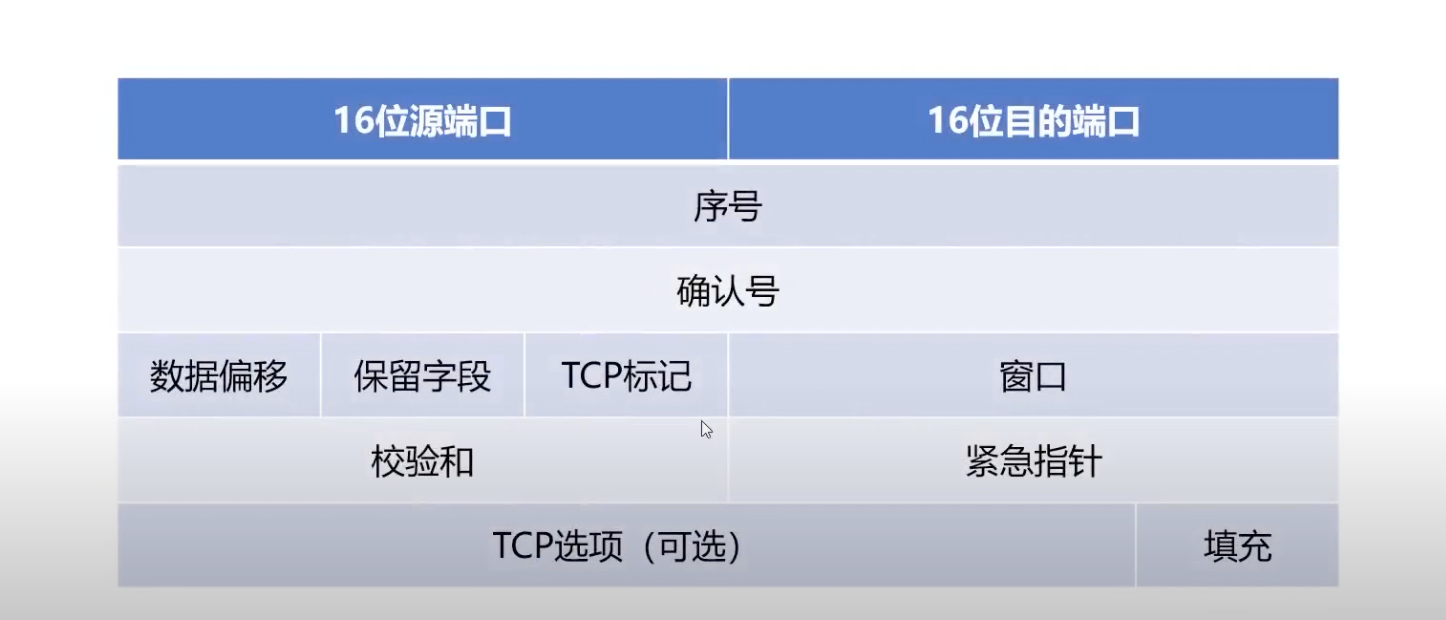 16位源端口 16位目的端口
序号
确认号
数据偏移 保留字段 TCP标记 窗口
校验和 紧急指针
TCP选项（可选） 填充